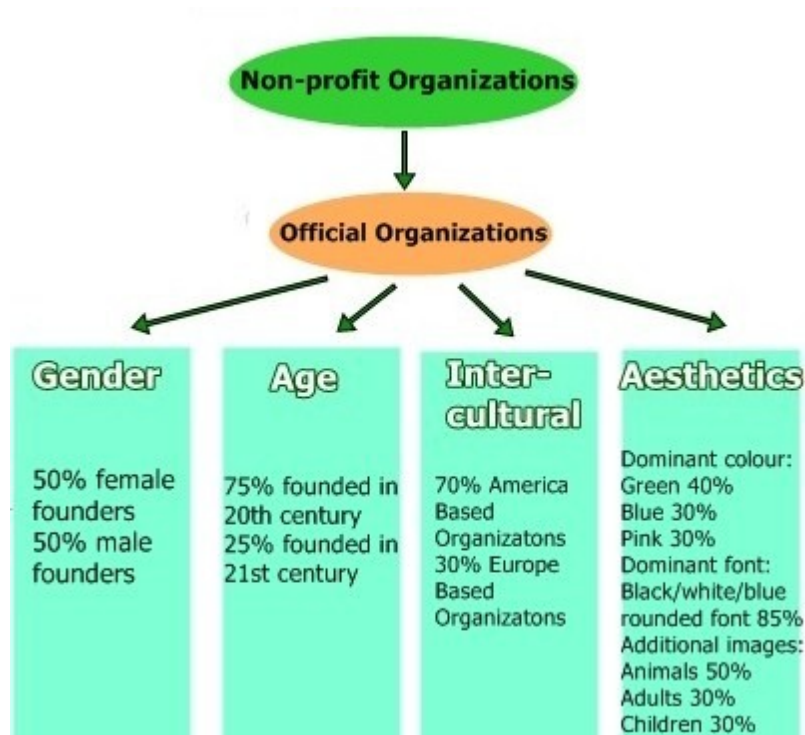 Non-profit Organizations
Official Organizations
Gender
50% female
founders
50% male
founders
Age
75% founded in
20th century
25% founded in
21st century
Inter-
cultural
70% America
Based
Organizatons
30% Europe
Based
Organizatons
Aesthetics
Dominant colour:
Green 40%
Blue 30%
Pink 30%
Dominant font:
Black/white/blue
rounded font 85%
Additional images:
Animals 50%
Adults 30%
Children 30%